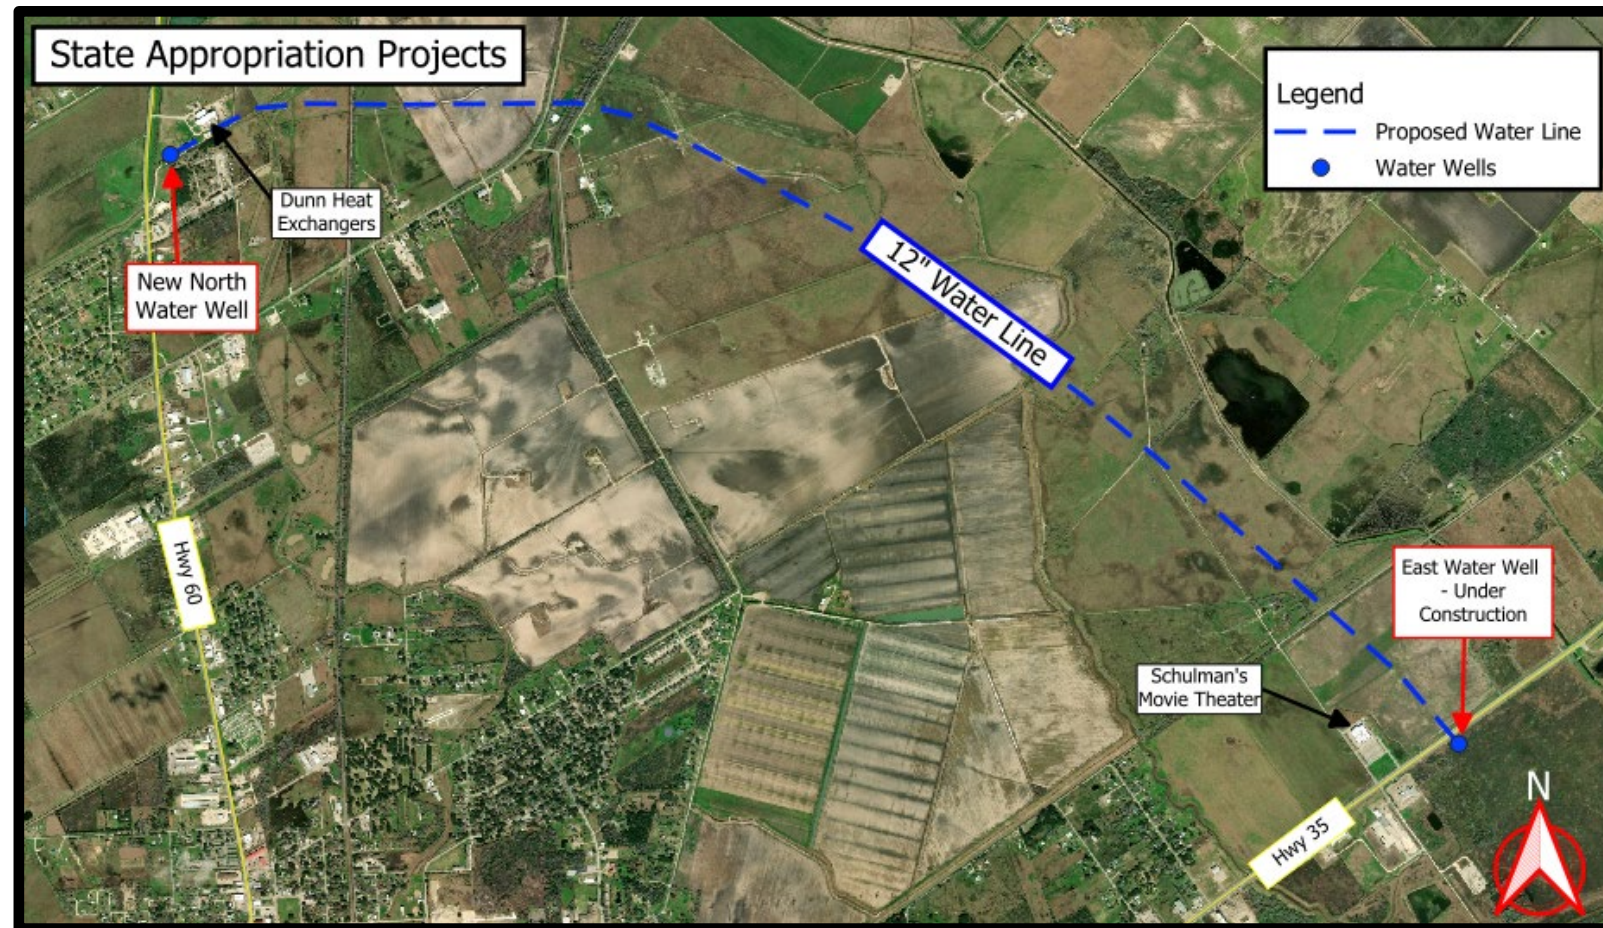 State Appropriation Projects
Legend
Proposed Water Line
Water Wells
Dunn Heat
Exchangers
New North
Water Well
12" Water Line
Hwy 60
East Water Well
- Under
Construction
Schulman's
Movie Theater
Hwy 35
N